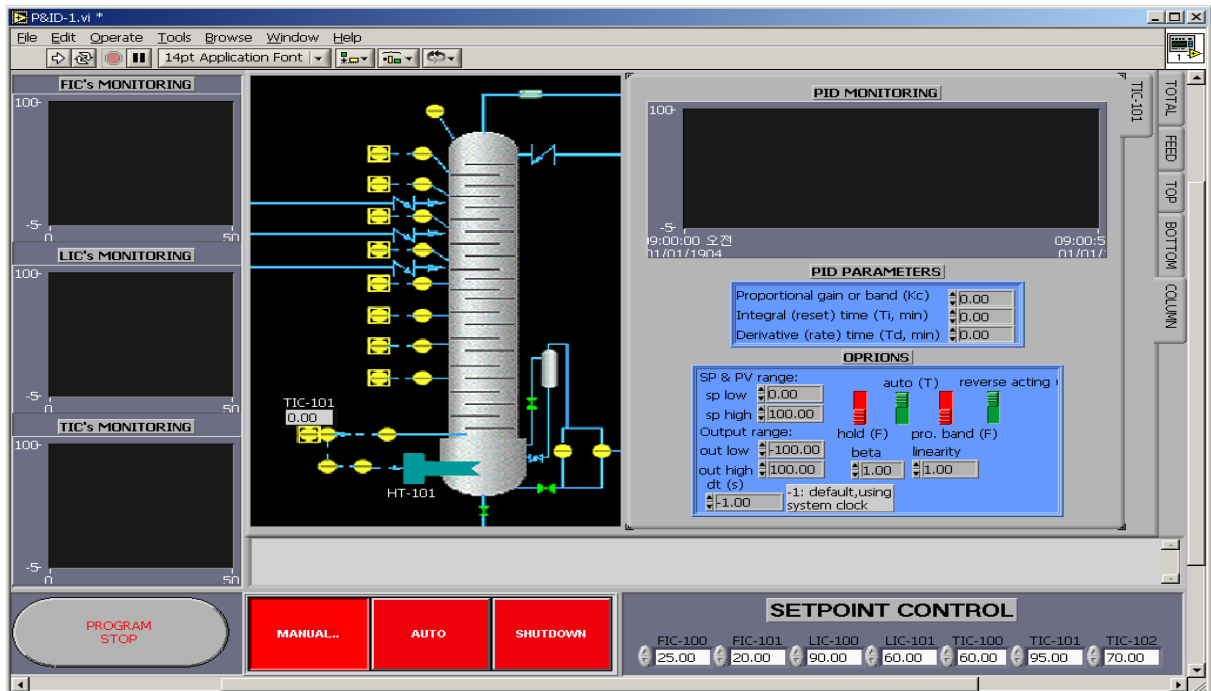 P&ID-1.vi *
File Edit Operate Tools Browse Window Help
14pt Application Font
1
FIC's MONITORING
100
-5
0 50
LIC's MONITORING
100
-5
0 50
TIC's MONITORING
100
-5
0 50
TIC-101
0.00
HT-101
PID MONITORING
100
-5
09:00:00 오전
01/01/1904
09:00:5
01/01/
TIC-101
TOTAL
FEED
TOP
BOTTOM
COLUMN
PID PARAMETERS
Proportional gain or band (Kc) 0.00
Integral (reset) time (Ti, min) 0.00
Derivative (rate) time (Td, min) 0.00
OPRIONS
SP & PV range:
sp low 0.00
sp high 100.00
Output range:
out low -100.00
out high 100.00
dt (s)
-1.00
-1: default,using
system clock
auto (T) reverse acting
hold (F) pro. band (F)
beta linearity
1.00 1.00
PROGRAM
STOP
MANUAL..
AUTO
SHUTDOWN
SETPOINT CONTROL
FIC-100 FIC-101 LIC-100 LIC-101 TIC-100 TIC-101 TIC-102
25.00 20.00 90.00 60.00 60.00 95.00 70.00